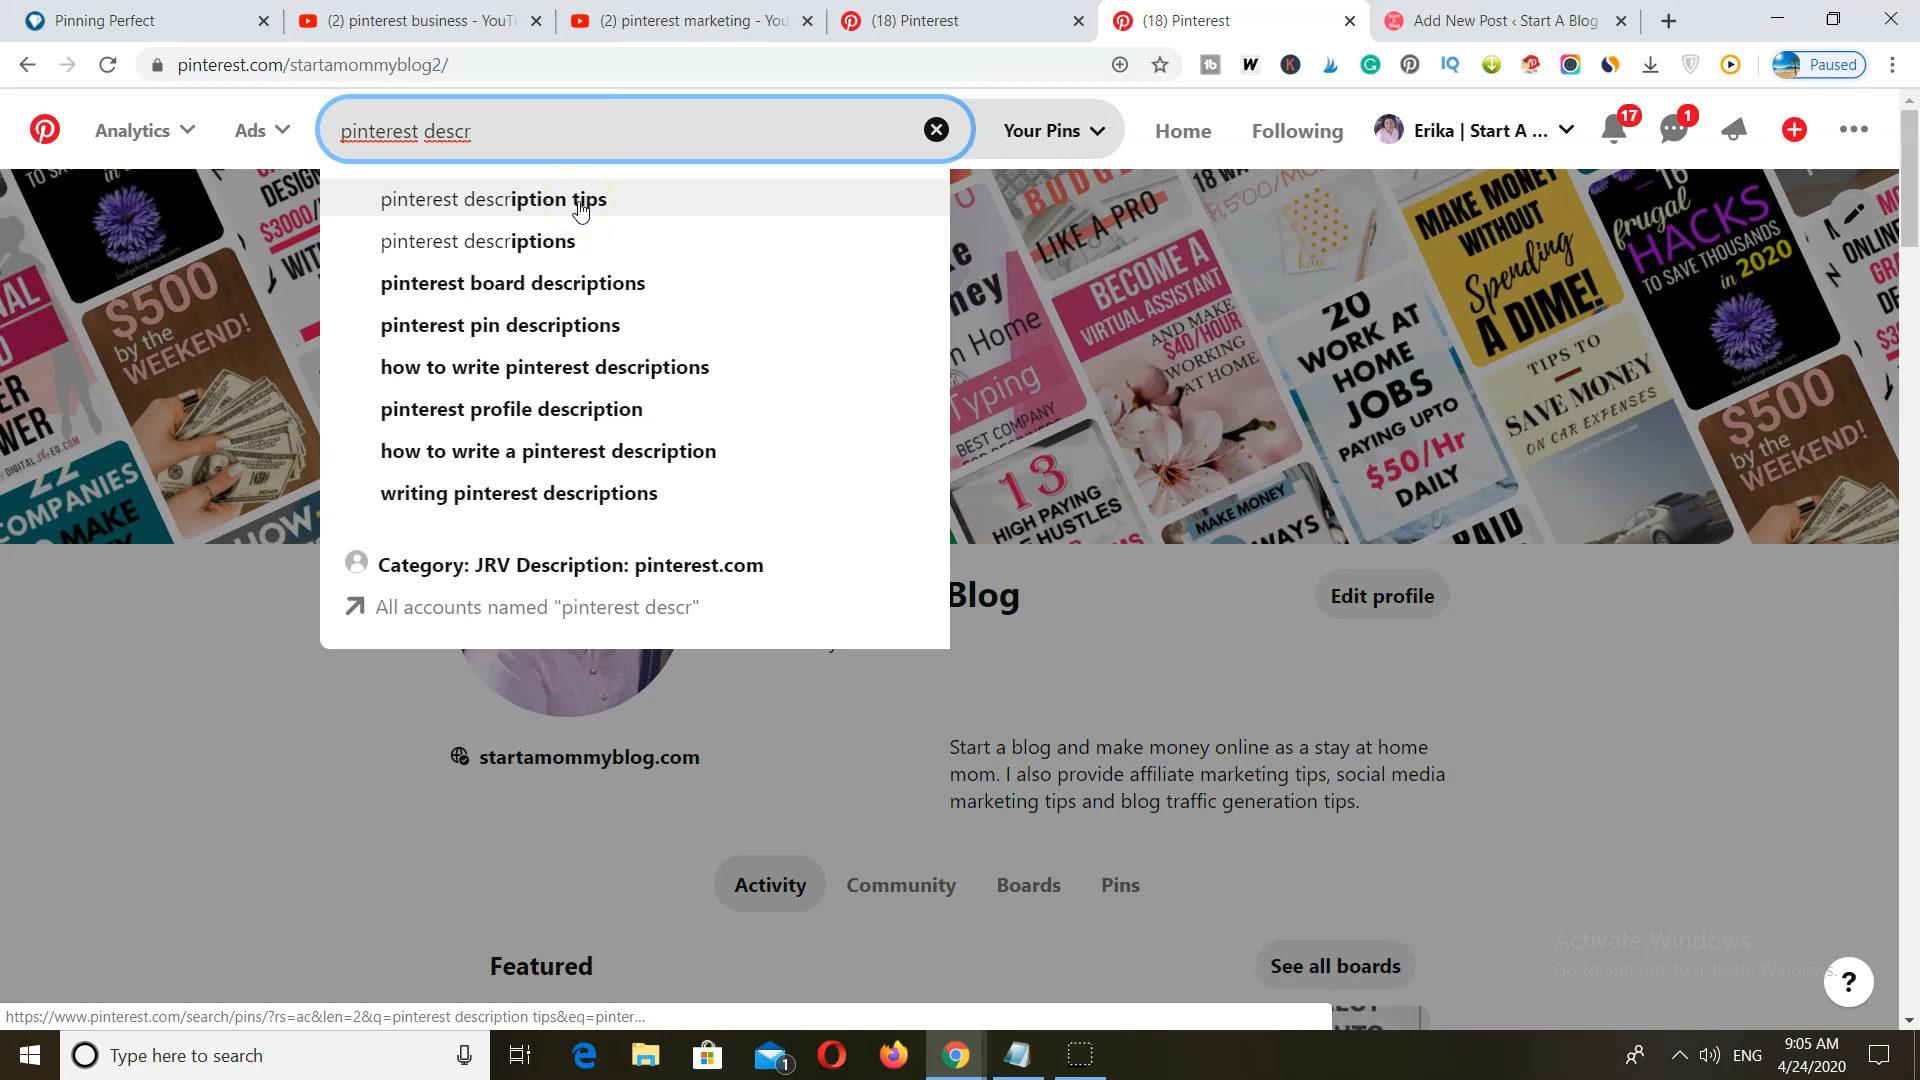 Pinning Perfect
(2) pinterest business - YouTu
(2) pinterest marketing - You
(18) Pinterest
(18) Pinterest
Add New Post ‹ Start A Blog
pinterest.com/startamommyblog2/
Paused
Analytics
Ads
pinterest descr
Your Pins
Home
Following
Erika | Start A ...
17
1
pinterest description tips
pinterest descriptions
pinterest board descriptions
pinterest pin descriptions
how to write pinterest descriptions
pinterest profile description
how to write a pinterest description
writing pinterest descriptions
Category: JRV Description: pinterest.com
All accounts named "pinterest descr"
$500
by the
WEEKEND!
22
COMPANIES
LIKE A PRO
BECOME A
VIRTUAL ASSISTANT
AND MAKE
$40/HOUR
WORKING
AT HOME
Typing
BEST COMPANY
13
HIGH PAYING
MAKE MONEY
20
WORK AT
HOME
JOBS
PAYING UPTO
$50/Hr
DAILY
MAKE MONEY
WITHOUT
Spending
A DIME!
TIPS TO
SAVE MONEY
ON CAR EXPENSES
16
frugal
HACKS
TO SAVE THOUSANDS
in 2020
$500
by the
WEEKEND!
Blog
Edit profile
startamommyblog.com
Start a blog and make money online as a stay at home
mom. I also provide affiliate marketing tips, social media
marketing tips and blog traffic generation tips.
Activity
Community
Boards
Pins
Featured
See all boards
Activate Windows
Go to Settings to activate Windows.
?
https://www.pinterest.com/search/pins/?rs=ac&len=2&q=pinterest description tips&eq=pinter...
Type here to search
1
ENG
9:05 AM
4/24/2020